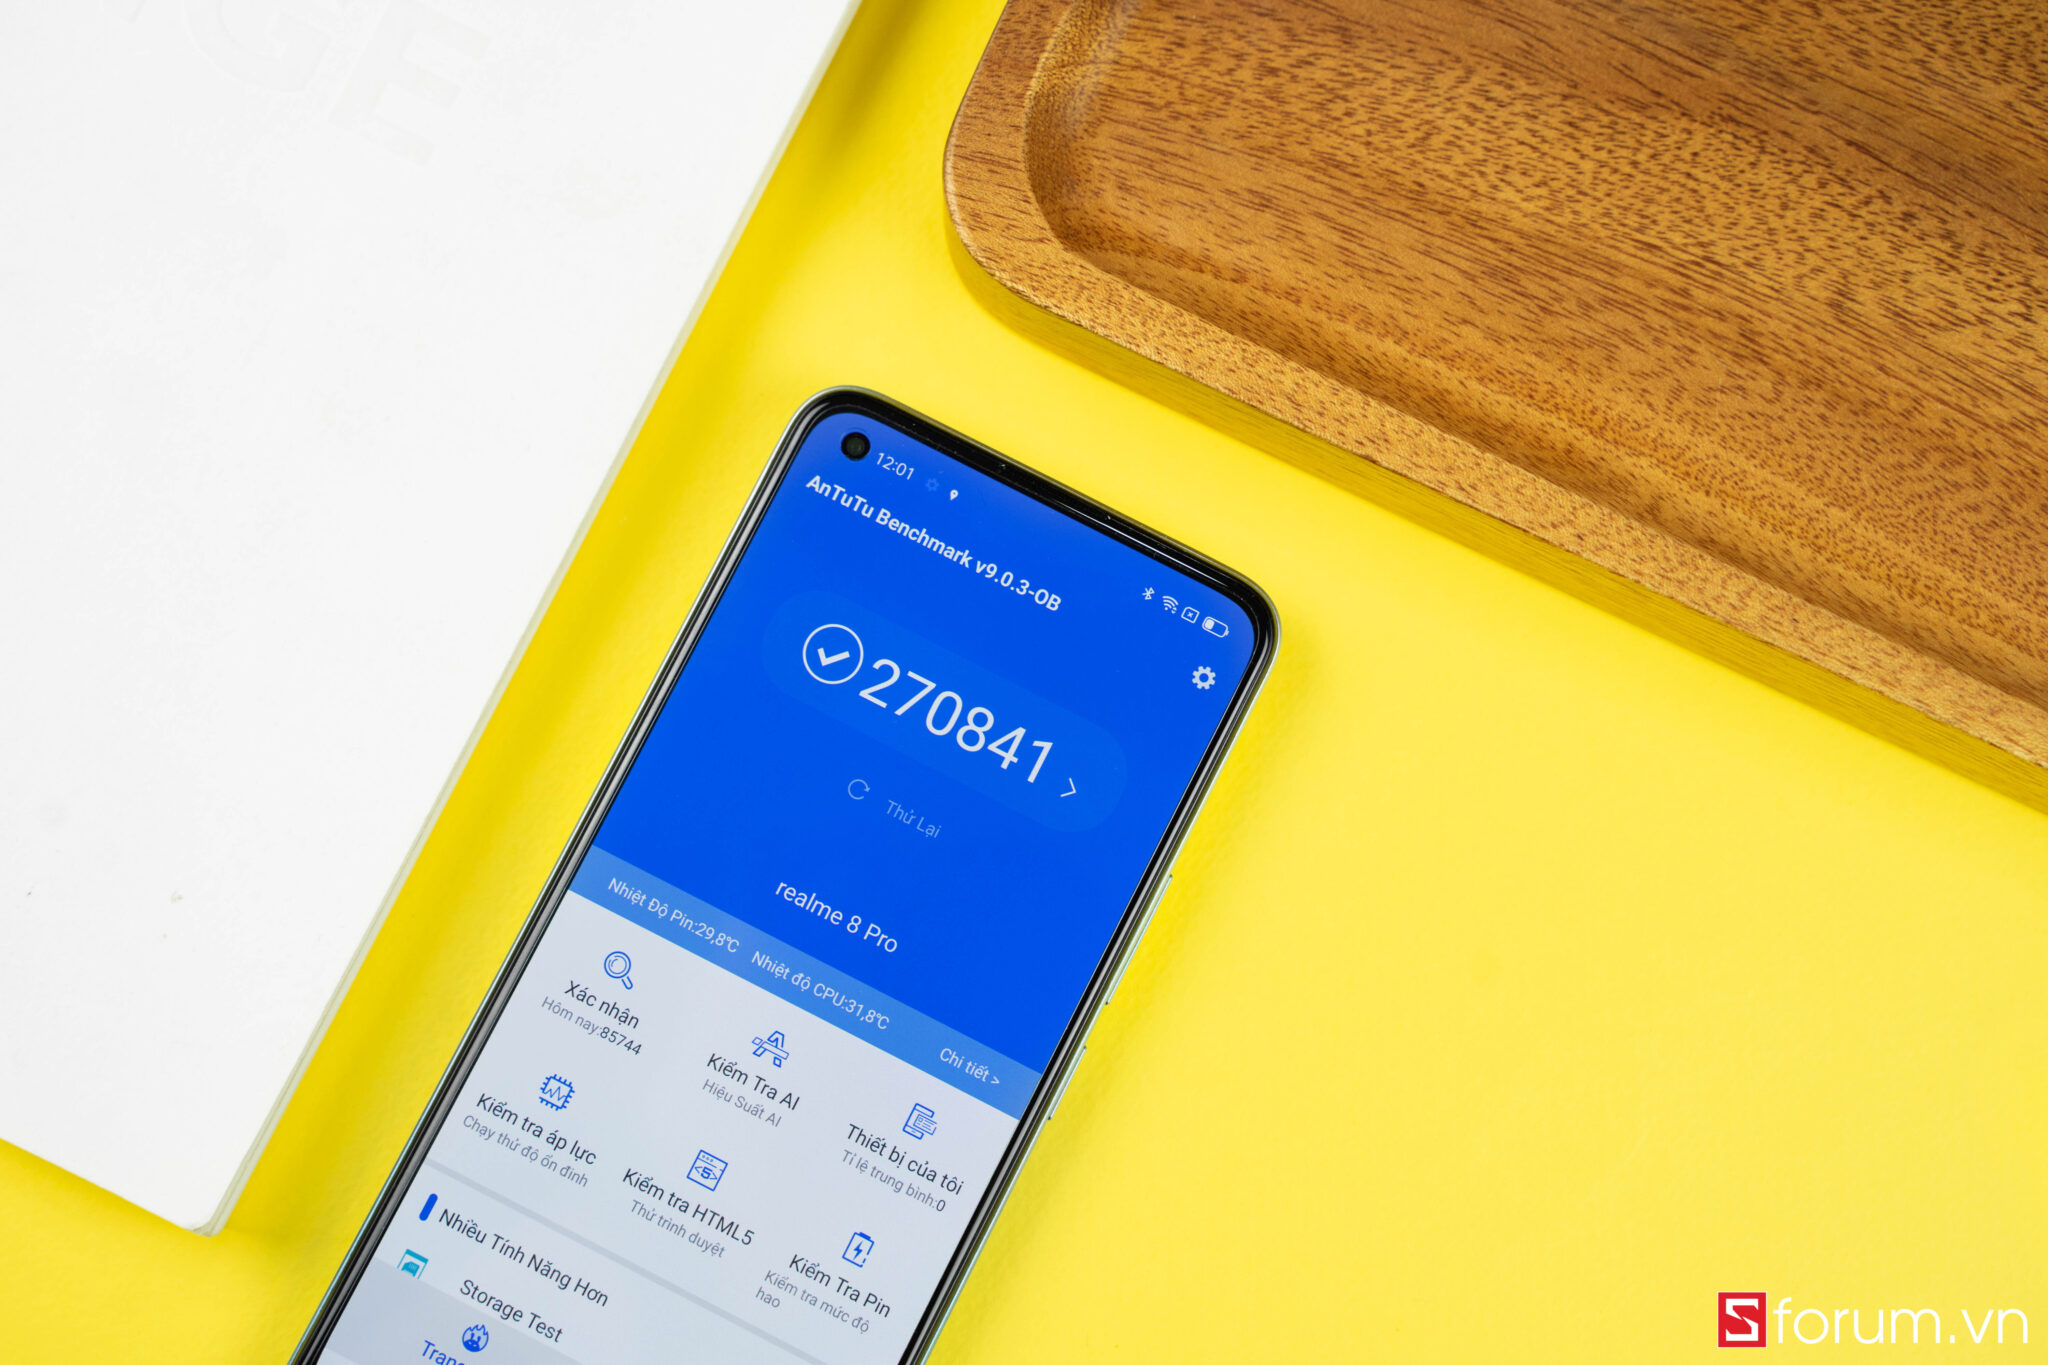 GE
12:01
AnTuTu Benchmark v9.0.3-OB
270841
Thử Lại
realme 8 Pro
Nhiệt Độ Pin:29,8℃ Nhiệt độ CPU:31,8℃ Chi tiết >
Xác nhận
Hôm nay:85744
Kiểm Tra AI
Hiệu Suất AI
Thiết bị của tôi
Tỉ lệ trung bình:0
Kiểm tra áp lực
Chạy thử độ ổn định
Kiểm tra HTML5
Thử trình duyệt
Kiểm Tra Pin
Kiểm tra mức độ
hao
Nhiều Tính Năng Hơn
Storage Test
Sforum.vn